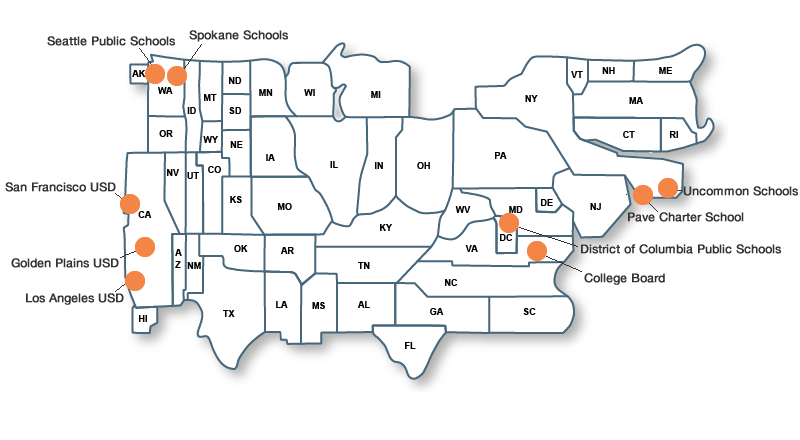 Spokane Schools
Seattle Public Schools
AK
WA
ID
MT
ND
SD
MN
WI
MI
NY
VT
NH
ME
MA
CT
RI
OR
WY
NE
IA
IL
IN
OH
PA
San Francisco USD
CA
NV
UT
CO
KS
MO
KY
WV
MD
DE
NJ
Uncommon Schools
Pave Charter School
DC
VA
District of Columbia Public Schools
Golden Plains USD
A
Z
NM
OK
AR
TN
College Board
Los Angeles USD
HI
TX
LA
MS
AL
NC
GA
SC
FL